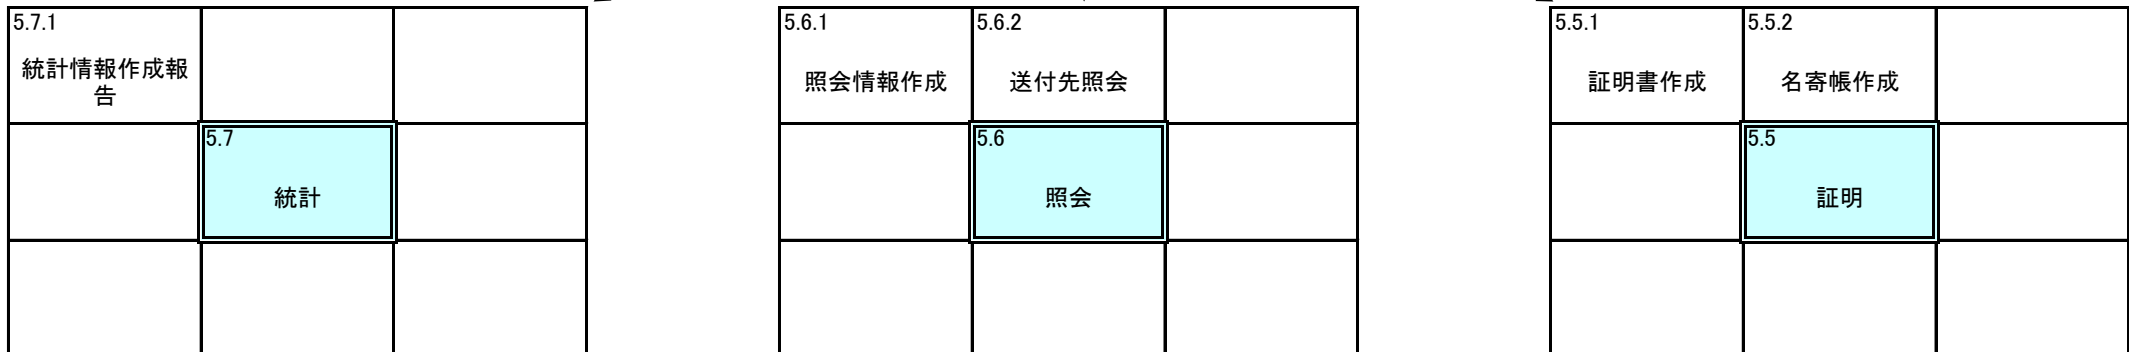 5.7.1
統計情報作成報
告
5.7
統計
5.6.1
照会情報作成
5.6.2
送付先照会
5.6
照会
5.5.1
証明書作成
5.5.2
名寄帳作成
5.5
証明